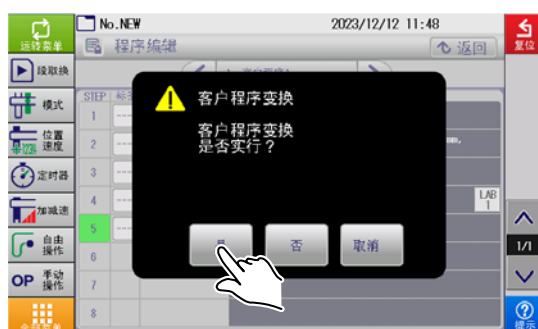 No.NEW 2023/12/12 11:48
运转菜单
复位
程序编辑
返回
段取换
模式
STEP
1
客户程序变换
位置
速度
2
客户程序变换
是否实行？
定时器
3
加减速
4
LAB
1
自由
操作
5
是 否 取消
1/1
6
OP 手动
操作
7
8
提示